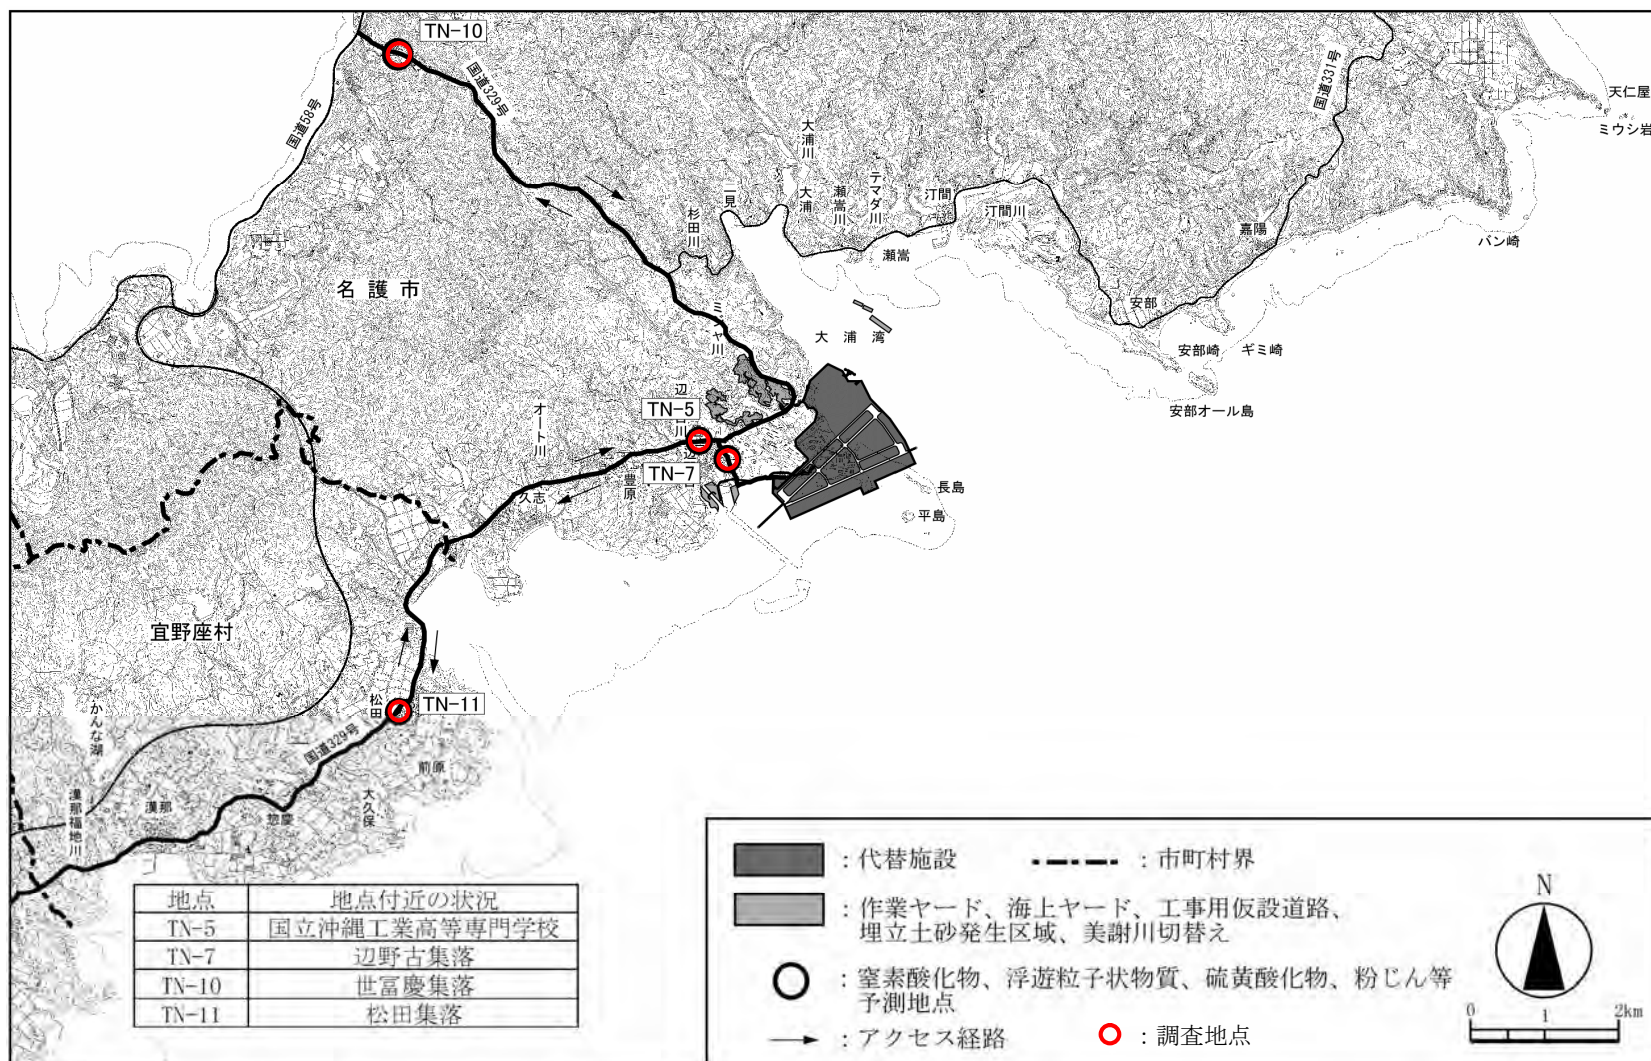 TN-10
国道329号
国道58号
国道331号
天仁屋
ミウシ岩
大浦川
大浦
瀬嵩川
テマダ川
汀間
汀間川
二見
杉田川
瀬嵩
嘉陽
バン崎
名護市
ミジャ川
大浦湾
安部
安部崎
ギミ崎
安部オール島
TN-5
オートリ川
TN-7
豊原
久志
長島
平島
宜野座村
松田
TN-11
国道329号
かんな湖
前原
大久保
惣慶
漢那
漢那福地川
地点 地点付近の状況
TN-5 国立沖縄工業高等専門学校
TN-7 辺野古集落
TN-10 世冨慶集落
TN-11 松田集落
:代替施設
:市町村界
:作業ヤード、海上ヤード、工事用仮設道路、
埋立土砂発生区域、美謝川切替え
:窒素酸化物、浮遊粒子状物質、硫黄酸化物、粉じん等
予測地点
:アクセス経路
:調査地点
N
0 1 2km